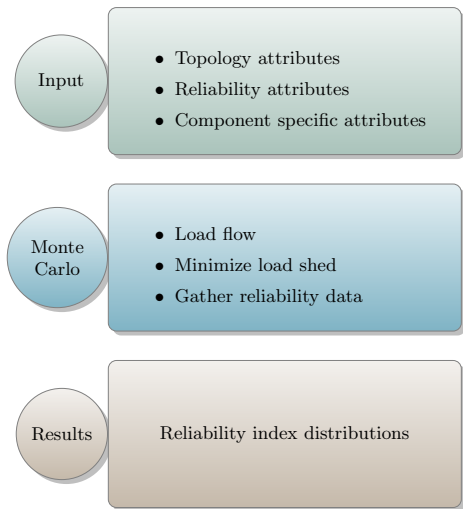 Input
• Topology attributes
• Reliability attributes
• Component specific attributes
Monte
Carlo
• Load flow
• Minimize load shed
• Gather reliability data
Results
Reliability index distributions